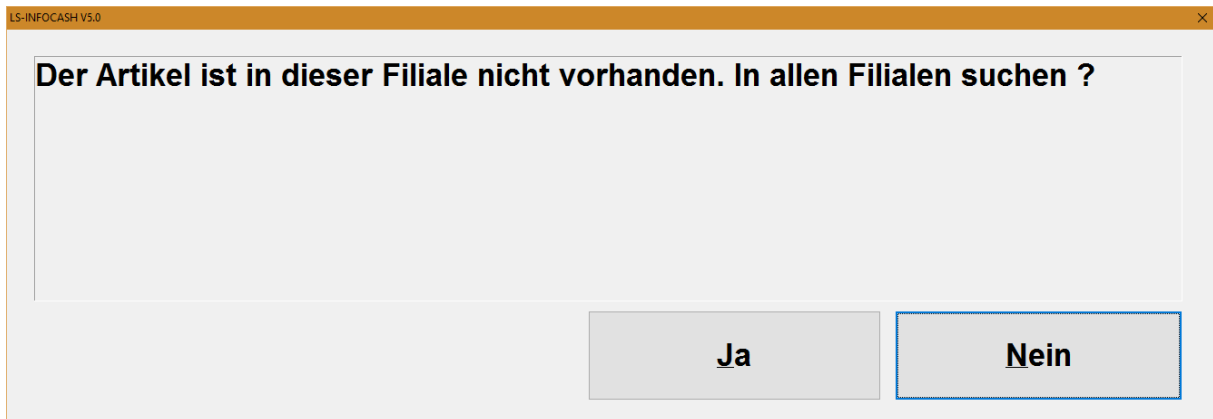 LS-INFOCASH V5.0
Der Artikel ist in dieser Filiale nicht vorhanden. In allen Filialen suchen ?
Ja
Nein